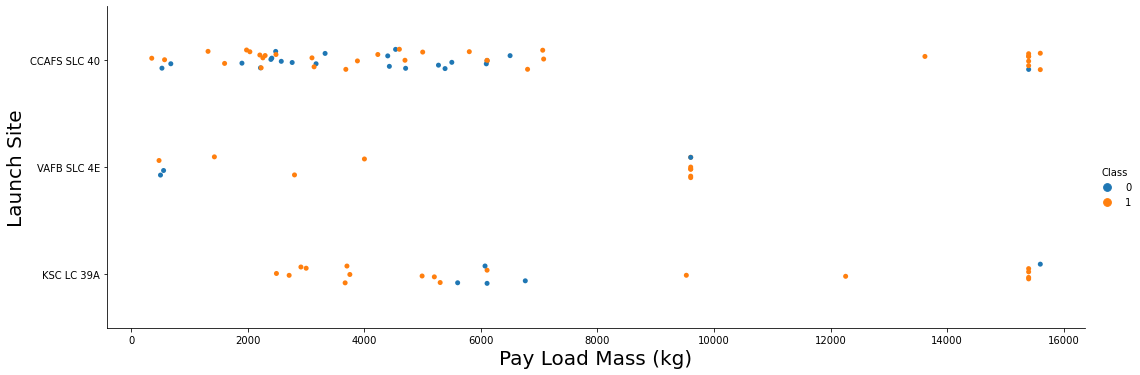 Launch Site
CCAFS SLC 40
VAFB SLC 4E
KSC LC 39A
0
2000
4000
6000
8000
10000
12000
14000
16000
Pay Load Mass (kg)
Class
0
1